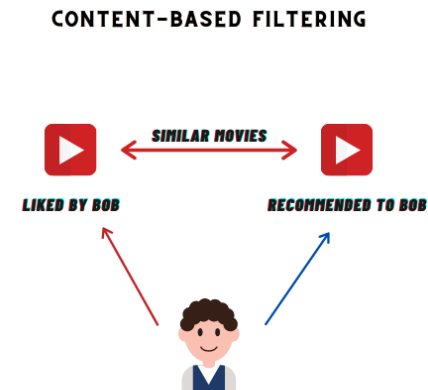 CONTENT-BASED FILTERING
SIMILAR MOVIES
LIKED BY BOB
RECOMMENDED TO BOB